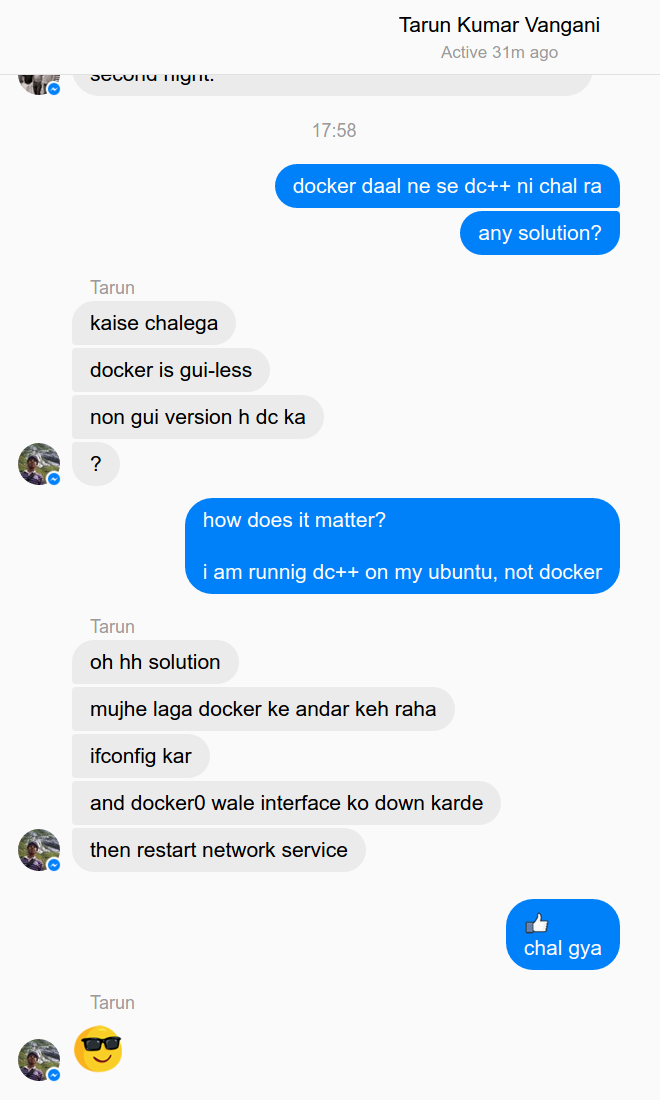 Tarun Kumar Vangani
Active 31m ago
second night.
17:58
docker daal ne se dc++ ni chal ra
any solution?
Tarun
kaise chalega
docker is gui-less
non gui version h dc ka
?
how does it matter?
i am runnig dc++ on my ubuntu, not docker
Tarun
oh hh solution
mujhe laga docker ke andar keh raha
ifconfig kar
and docker0 wale interface ko down karde
then restart network service
chal gya
Tarun